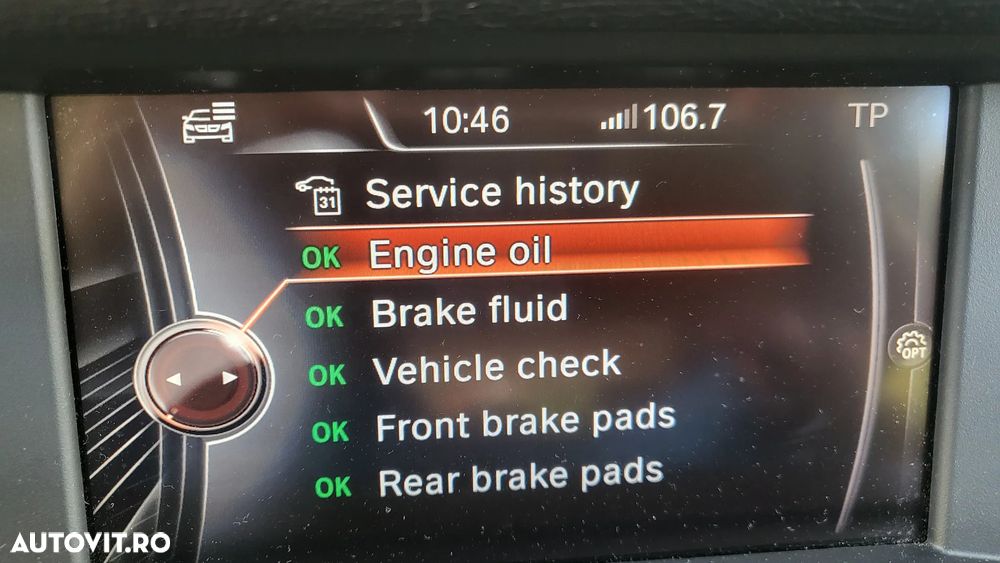 10:46 106.7 TP
31 Service history
OK Engine oil
OK Brake fluid
OPT
OK Vehicle check
OK Front brake pads
OK Rear brake pads
AUTOVIT.RO